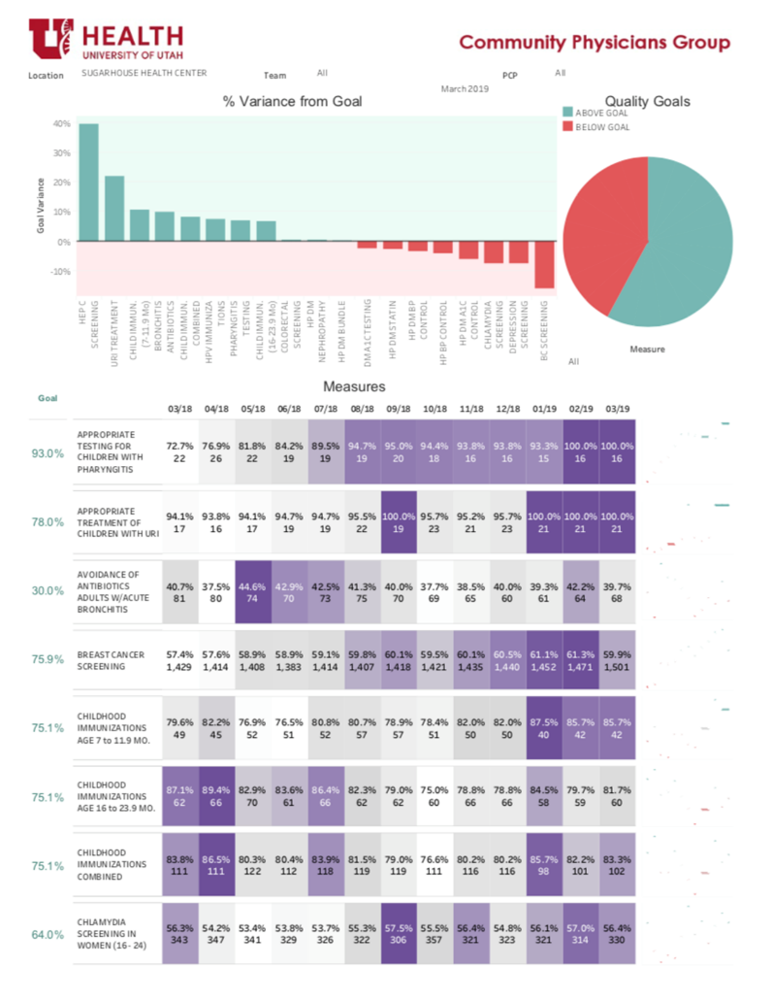 U HEALTH
UNIVERSITY OF UTAH
Community Physicians Group
Location SUGARHOUSE HEALTH CENTER Team All PCP All
March 2019
% Variance from Goal
Quality Goals
ABOVE GOAL
BELOW GOAL
Goal Variance
40%
30%
20%
10%
0%
-10%
HEP C
SCREENING
URI TREATMENT
CHILD IMMUN.
(7-11.9 Mo)
BRONCHITIS
ANTIBIOTICS
CHILD IMMUN.
COMBINED
HPV IMMUNIZA
TIONS
PHARYNGITIS
TESTING
CHILD IMMUN.
(16-23.9 Mo)
COLORECTAL
SCREENING
HP DM
NEPHROPATHY
HP DM BUNDLE
DM A1C TESTING
HP DM STATIN
HP DM BP
CONTROL
HP BP CONTROL
HP DM A1C
CONTROL
CHLAMYDIA
SCREENING
DEPRESSION
SCREENING
BC SCREENING
Measure
All
Measures
Goal
03/18 04/18 05/18 06/18 07/18 08/18 09/18 10/18 11/18 12/18 01/19 02/19 03/19
93.0%
APPROPRIATE
TESTING FOR
CHILDREN WITH
PHARYNGITIS
72.7% 76.9% 81.8% 84.2% 89.5% 94.7% 95.0% 94.4% 93.8% 93.8% 93.3% 100.0% 100.0%
22 26 22 19 19 19 20 18 16 16 15 16 16
78.0%
APPROPRIATE
TREATMENT OF
CHILDREN WITH URI
94.1% 93.8% 94.1% 94.7% 94.7% 95.5% 100.0% 95.7% 95.2% 95.7% 100.0% 100.0% 100.0%
17 16 17 19 19 22 19 23 21 23 21 21 21
30.0%
AVOIDANCE OF
ANTIBIOTICS
ADULTS W/ACUTE
BRONCHITIS
40.7% 37.5% 44.6% 42.9% 42.5% 41.3% 40.0% 37.7% 38.5% 40.0% 39.3% 42.2% 39.7%
81 80 74 70 73 75 70 69 65 60 61 64 68
75.9%
BREAST CANCER
SCREENING
57.4% 57.6% 58.9% 58.9% 59.1% 59.8% 60.1% 59.5% 60.1% 60.5% 61.1% 61.3% 59.9%
1,429 1,414 1,408 1,383 1,414 1,407 1,418 1,421 1,435 1,440 1,452 1,471 1,501
75.1%
CHILDHOOD
IMMUNIZATIONS
AGE 7 to 11.9 MO.
79.6% 82.2% 76.9% 76.5% 80.8% 80.7% 78.9% 78.4% 82.0% 82.0% 87.5% 85.7% 85.7%
49 45 52 51 52 57 57 51 50 50 40 42 42
75.1%
CHILDHOOD
IMMUNIZATIONS
AGE 16 to 23.9 MO.
87.1% 89.4% 82.9% 83.6% 86.4% 82.3% 79.0% 75.0% 78.8% 78.8% 84.5% 79.7% 81.7%
62 66 70 61 66 62 62 60 66 66 58 59 60
75.1%
CHILDHOOD
IMMUNIZATIONS
COMBINED
83.8% 86.5% 80.3% 80.4% 83.9% 81.5% 79.0% 76.6% 80.2% 80.2% 85.7% 82.2% 83.3%
111 111 122 112 118 119 119 111 116 116 98 101 102
64.0%
CHLAMYDIA
SCREENING IN
WOMEN (16 - 24)
56.3% 54.2% 53.4% 53.8% 53.7% 55.3% 57.5% 55.5% 56.4% 54.8% 56.1% 57.0% 56.4%
343 347 341 329 326 322 306 357 321 323 321 314 330